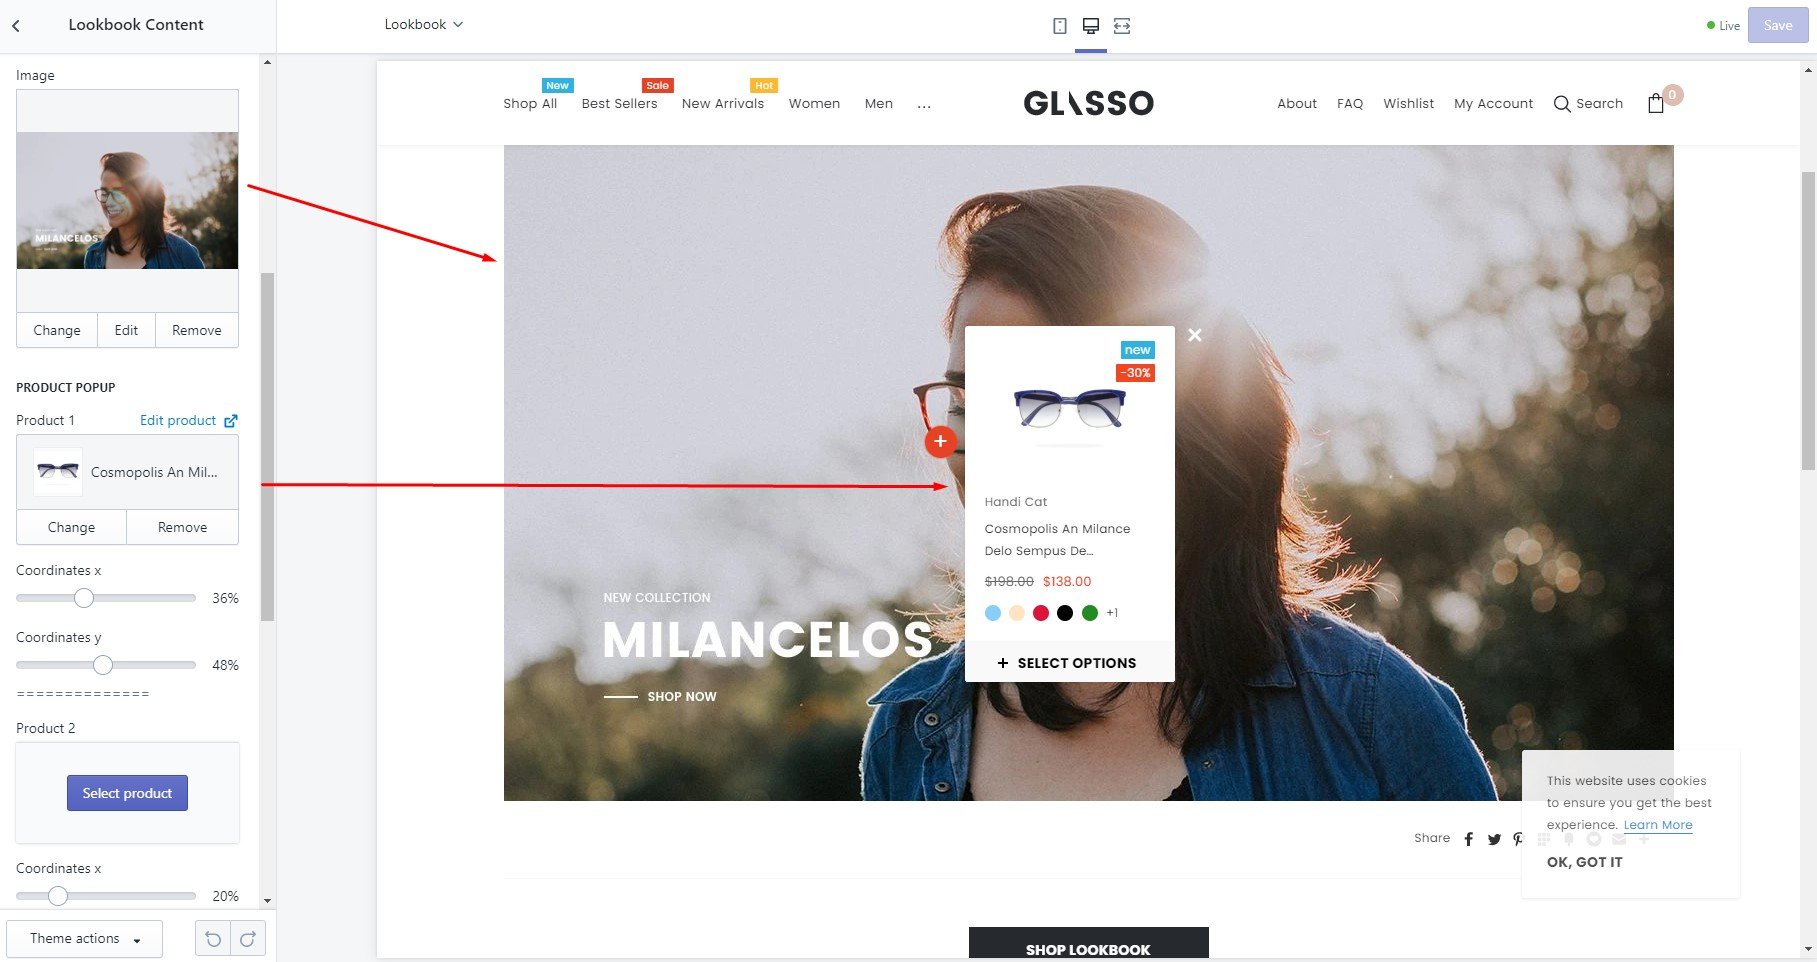 Lookbook Content
Lookbook
Live
Save
Image
MILANCELOS
Change
Edit
Remove
PRODUCT POPUP
Product 1
Edit product
Cosmopolis An Mil...
Change
Remove
Coordinates x
36%
Coordinates y
48%
==============
Product 2
Select product
Coordinates x
20%
Theme actions
New
Sale
Hot
Shop All
Best Sellers
New Arrivals
Women
Men
...
GLASSO
About
FAQ
Wishlist
My Account
Search
0
new
-30%
Handi Cat
Cosmopolis An Milance
Delo Sempus De...
$198.00 $138.00
+1
+ SELECT OPTIONS
NEW COLLECTION
MILANCELOS
SHOP NOW
This website uses cookies
to ensure you get the best
experience. Learn More
OK, GOT IT
Share
SHOP LOOKBOOK